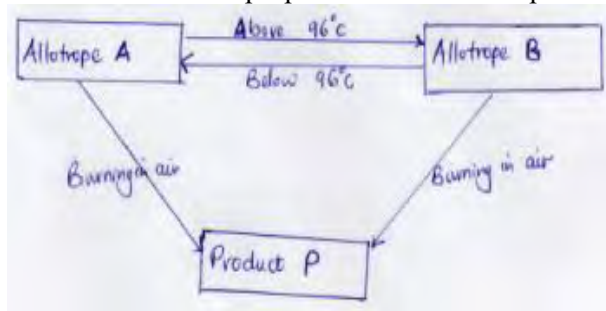 Above 96°c
Allotrope A
Allotrope B
Below 96°C
Burning in air
Burning in air
Product P